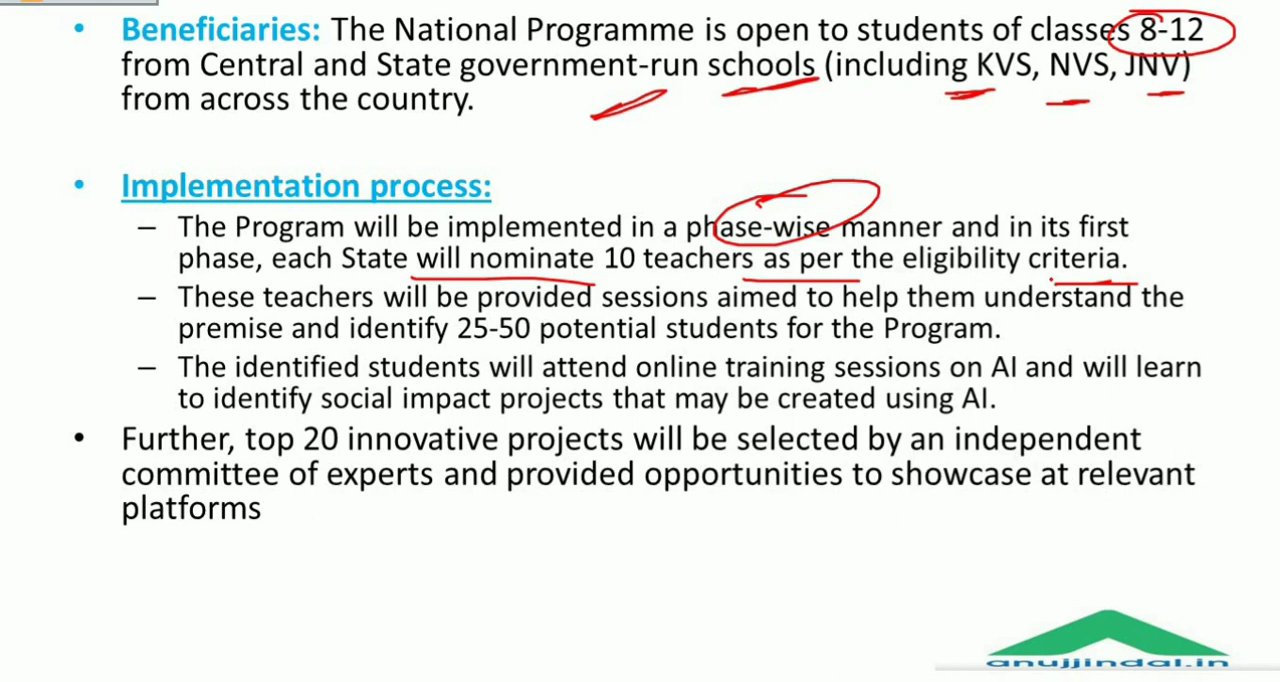 • Beneficiaries: The National Programme is open to students of classes 8-12
from Central and State government-run schools (including KVS, NVS, JNV)
from across the country.
• Implementation process:
– The Program will be implemented in a phase-wise manner and in its first
phase, each State will nominate 10 teachers as per the eligibility criteria.
– These teachers will be provided sessions aimed to help them understand the
premise and identify 25-50 potential students for the Program.
– The identified students will attend online training sessions on AI and will learn
to identify social impact projects that may be created using AI.
• Further, top 20 innovative projects will be selected by an independent
committee of experts and provided opportunities to showcase at relevant
platforms
anujjindal.in